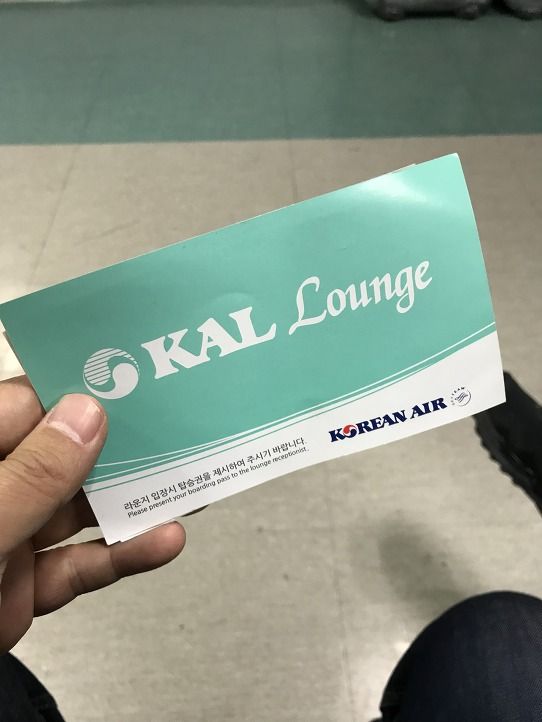 KAL Lounge
KOREAN AIR
SKYTEAM
라운지 입장시 탑승권을 제시하여 주시기 바랍니다.
Please present your boarding pass to the lounge receptionist.